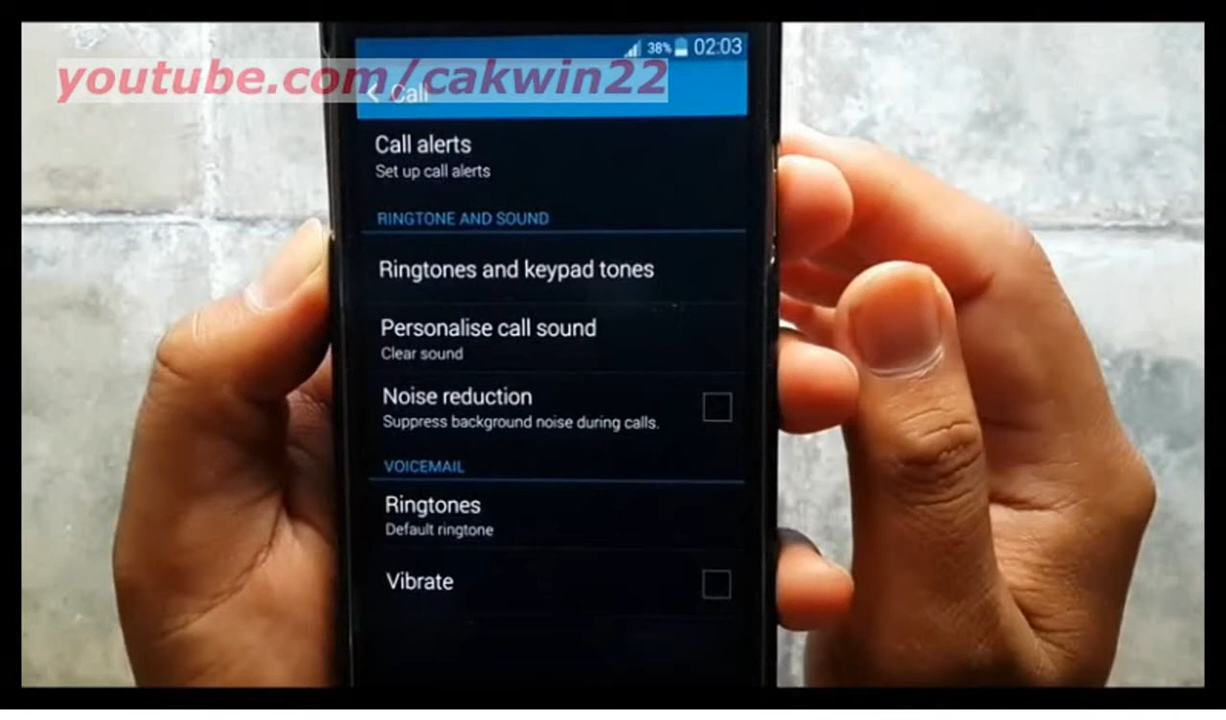 38% 02:03
youtube.com/cakwin22
Call
Call alerts
Set up call alerts
RINGTONE AND SOUND
Ringtones and keypad tones
Personalise call sound
Clear sound
Noise reduction
Suppress background noise during calls.
VOICEMAIL
Ringtones
Default ringtone
Vibrate